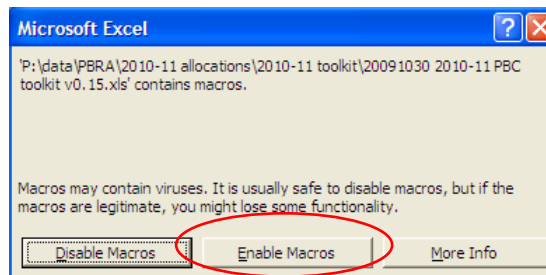 Microsoft Excel
'P:\data\PBRA\2010-11 allocations\2010-11 toolkit\20091030 2010-11 PBC
toolkit v0.15.xls' contains macros.
Macros may contain viruses. It is usually safe to disable macros, but if the
macros are legitimate, you might lose some functionality.
Disable Macros Enable Macros More Info